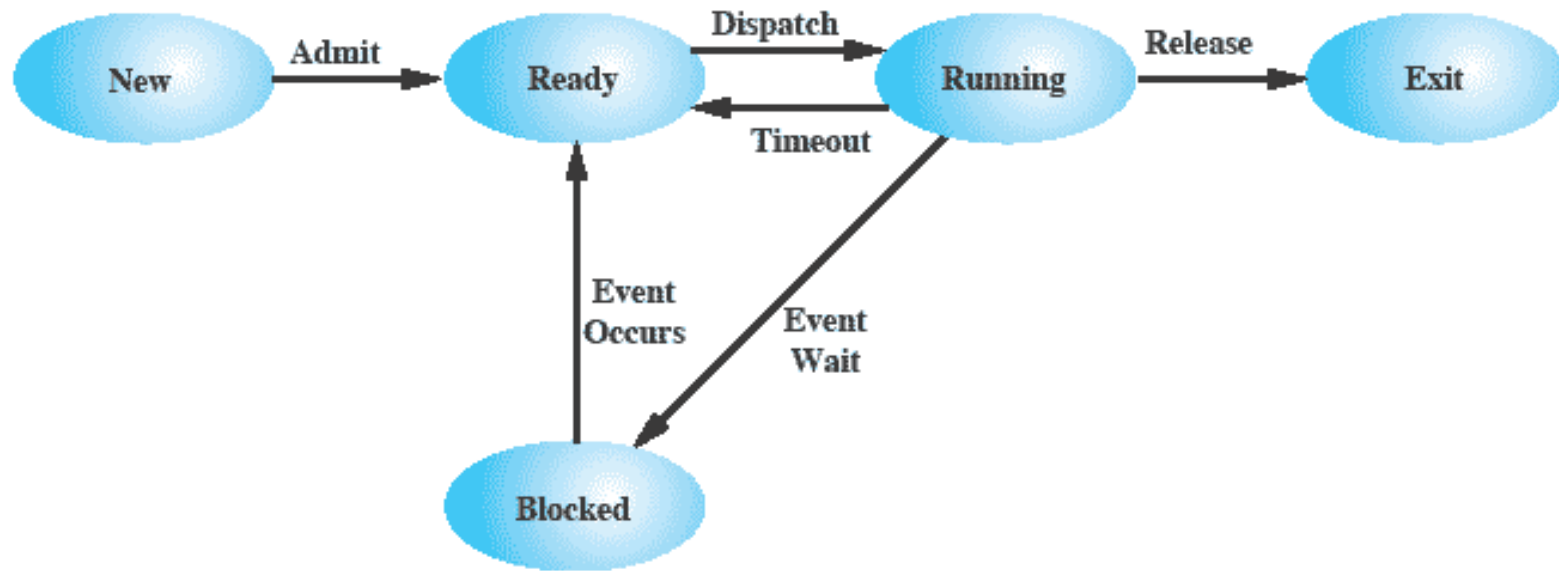 Dispatch
Admit
Release
New
Ready
Running
Exit
Timeout
Event
Occurs
Event
Wait
Blocked